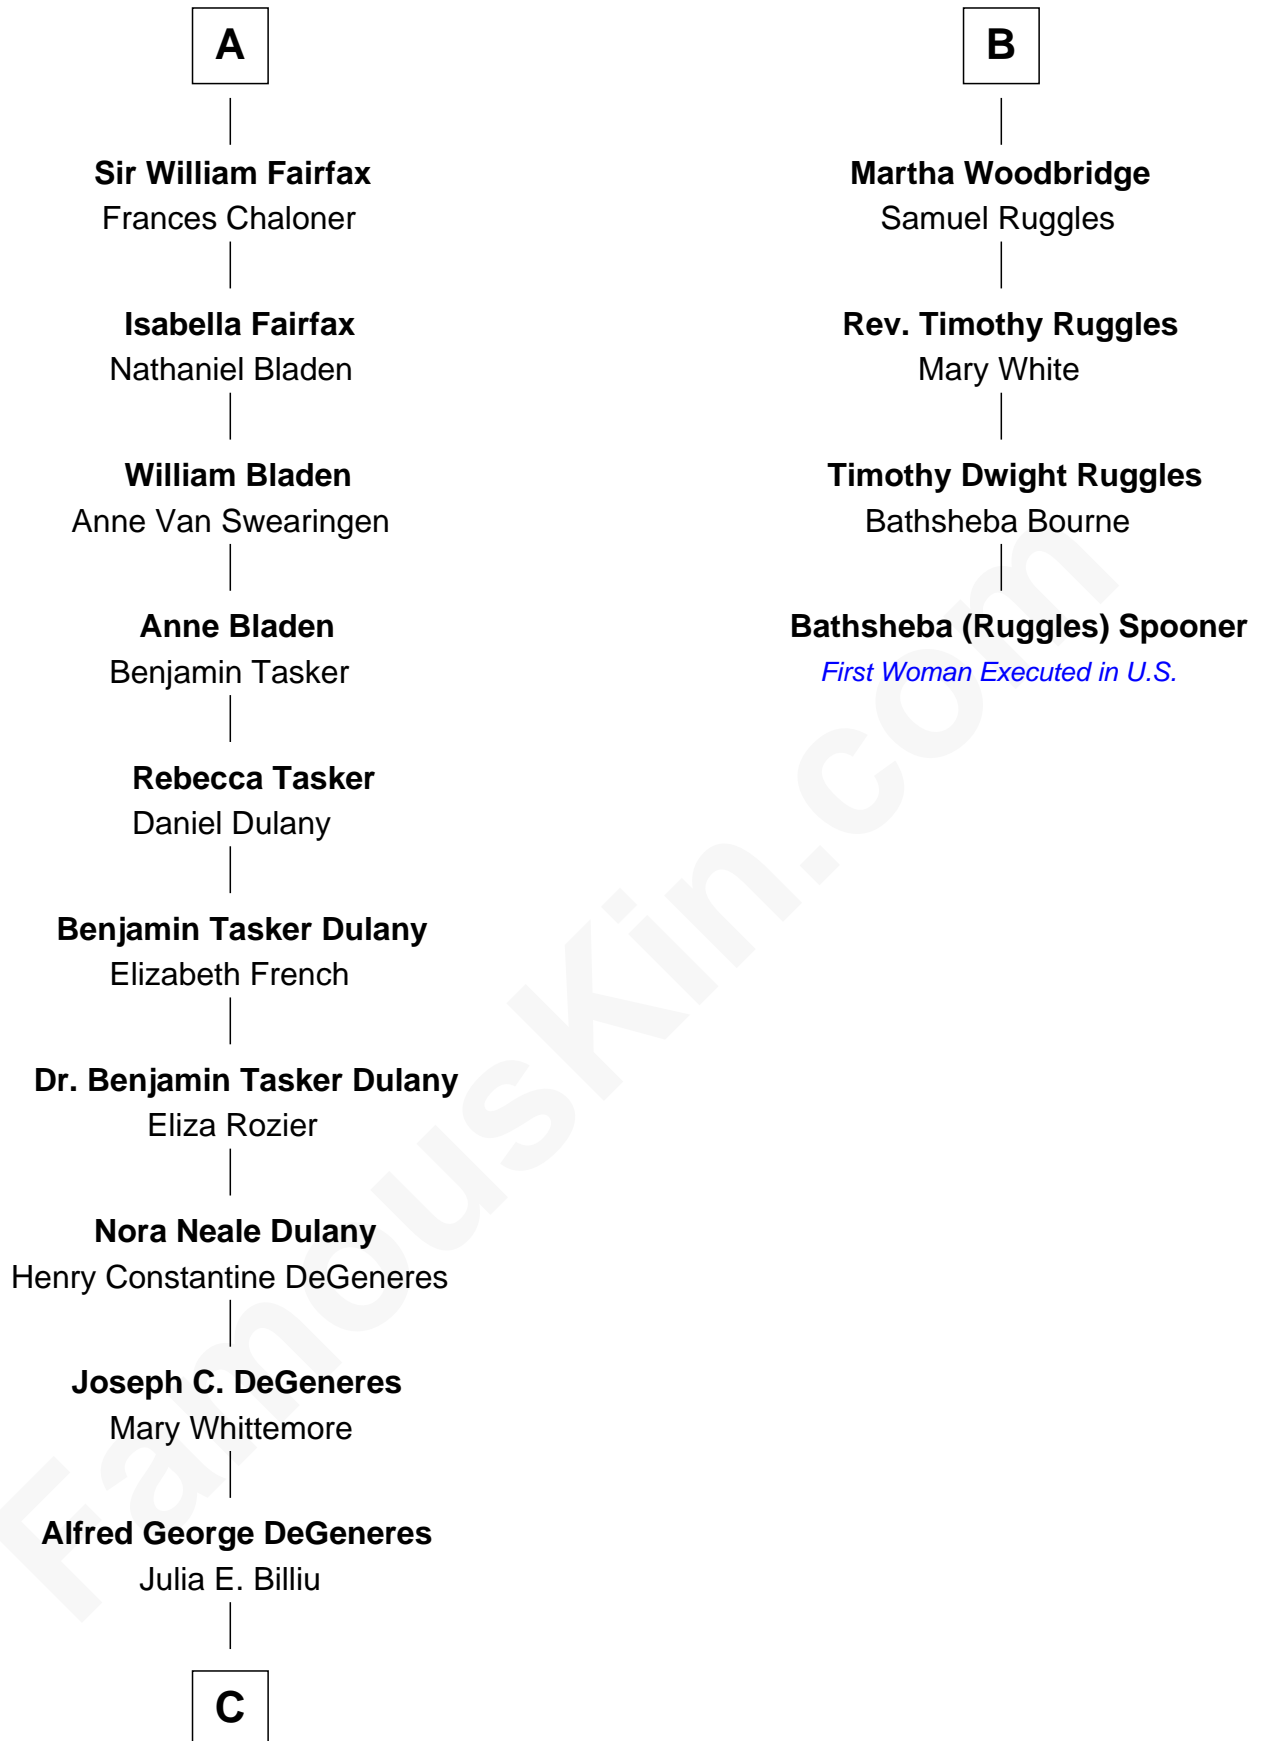 A
Sir William Fairfax
Frances Chaloner
Isabella Fairfax
Nathaniel Bladen
William Bladen
Anne Van Swearingen
Anne Bladen
Benjamin Tasker
Rebecca Tasker
Daniel Dulany
Benjamin Tasker Dulany
Elizabeth French
Dr. Benjamin Tasker Dulany
Eliza Rozier
Nora Neale Dulany
Henry Constantine DeGeneres
Joseph C. DeGeneres
Mary Whittemore
Alfred George DeGeneres
Julia E. Billiu
C
B
Martha Woodbridge
Samuel Ruggles
Rev. Timothy Ruggles
Mary White
Timothy Dwight Ruggles
Bathsheba Bourne
Bathsheba (Ruggles) Spooner
First Woman Executed in U.S.
FamousKin.com